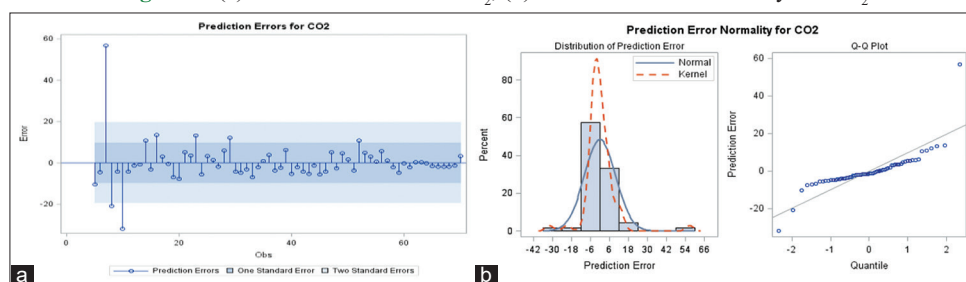 Prediction Errors for CO2
60
40
20
0
-20
Error
0
20
40
60
Obs
Prediction Errors
One Standard Error
Two Standard Errors
a
Prediction Error Normality for CO2
Distribution of Prediction Error
Normal
Kernel
80
60
40
20
0
Percent
-42 -30 -18 -6 6 18 30 42 54 66
Prediction Error
b
Q-Q Plot
60
40
20
0
-20
Prediction Error
-2 -1 0 1 2
Quantile